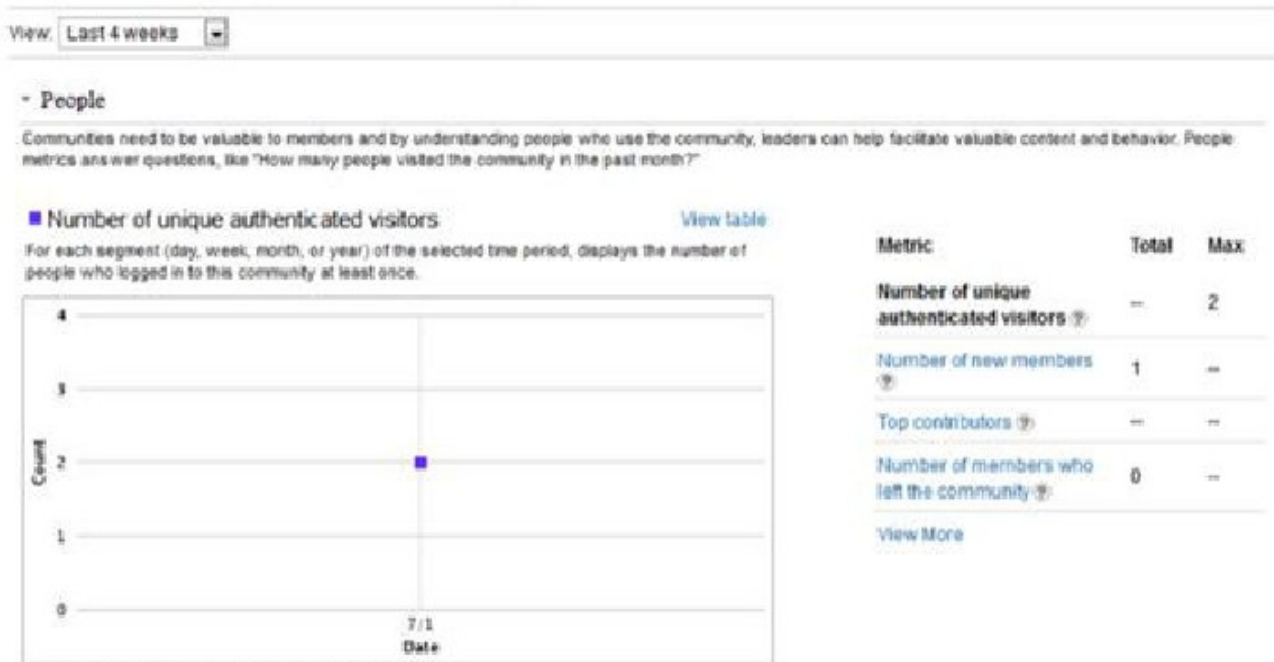 View: Last 4 weeks
- People
Communities need to be valuable to members and by understanding people who use the community, leaders can help facilitate valuable content and behavior. People
metrics answer questions, like "How many people visited the community in the past month?"
Number of unique authenticated visitors
View table
For each segment (day, week, month, or year) of the selected time period, displays the number of
people who logged in to this community at least once.
4
3
2
1
0
Count
7/1
Date
Metric Total Max
Number of unique
authenticated visitors ? -- 2
Number of new members
? 1 --
Top contributors ? -- --
Number of members who
left the community ? 0 --
View More